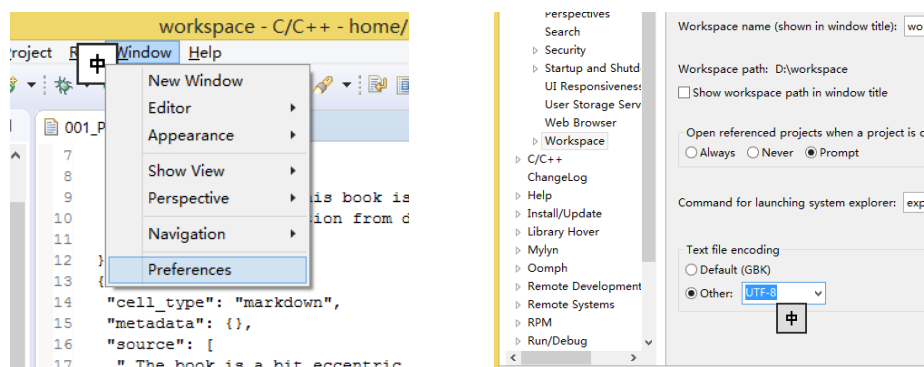 workspace - C/C++ - home/
Window Help
中
New Window
Editor
Appearance
Show View
Perspective
Navigation
Preferences
7
8
9 is book is
10 ion from d
11
12 }
13 {
14 "cell_type": "markdown",
15 "metadata": {},
16 "source": [
17 " The book is a bit eccentric
Perspectives
Search
Security
Startup and Shutd
UI Responsiveness
User Storage Serv
Web Browser
Workspace
C/C++
ChangeLog
Help
Install/Update
Library Hover
Mylyn
Oomph
Remote Development
Remote Systems
RPM
Run/Debug
Workspace name (shown in window title): wo
Workspace path: D:\workspace
Show workspace path in window title
Open referenced projects when a project is
Always Never Prompt
Command for launching system explorer: exp
Text file encoding
Default (GBK)
Other: UTF-8
中